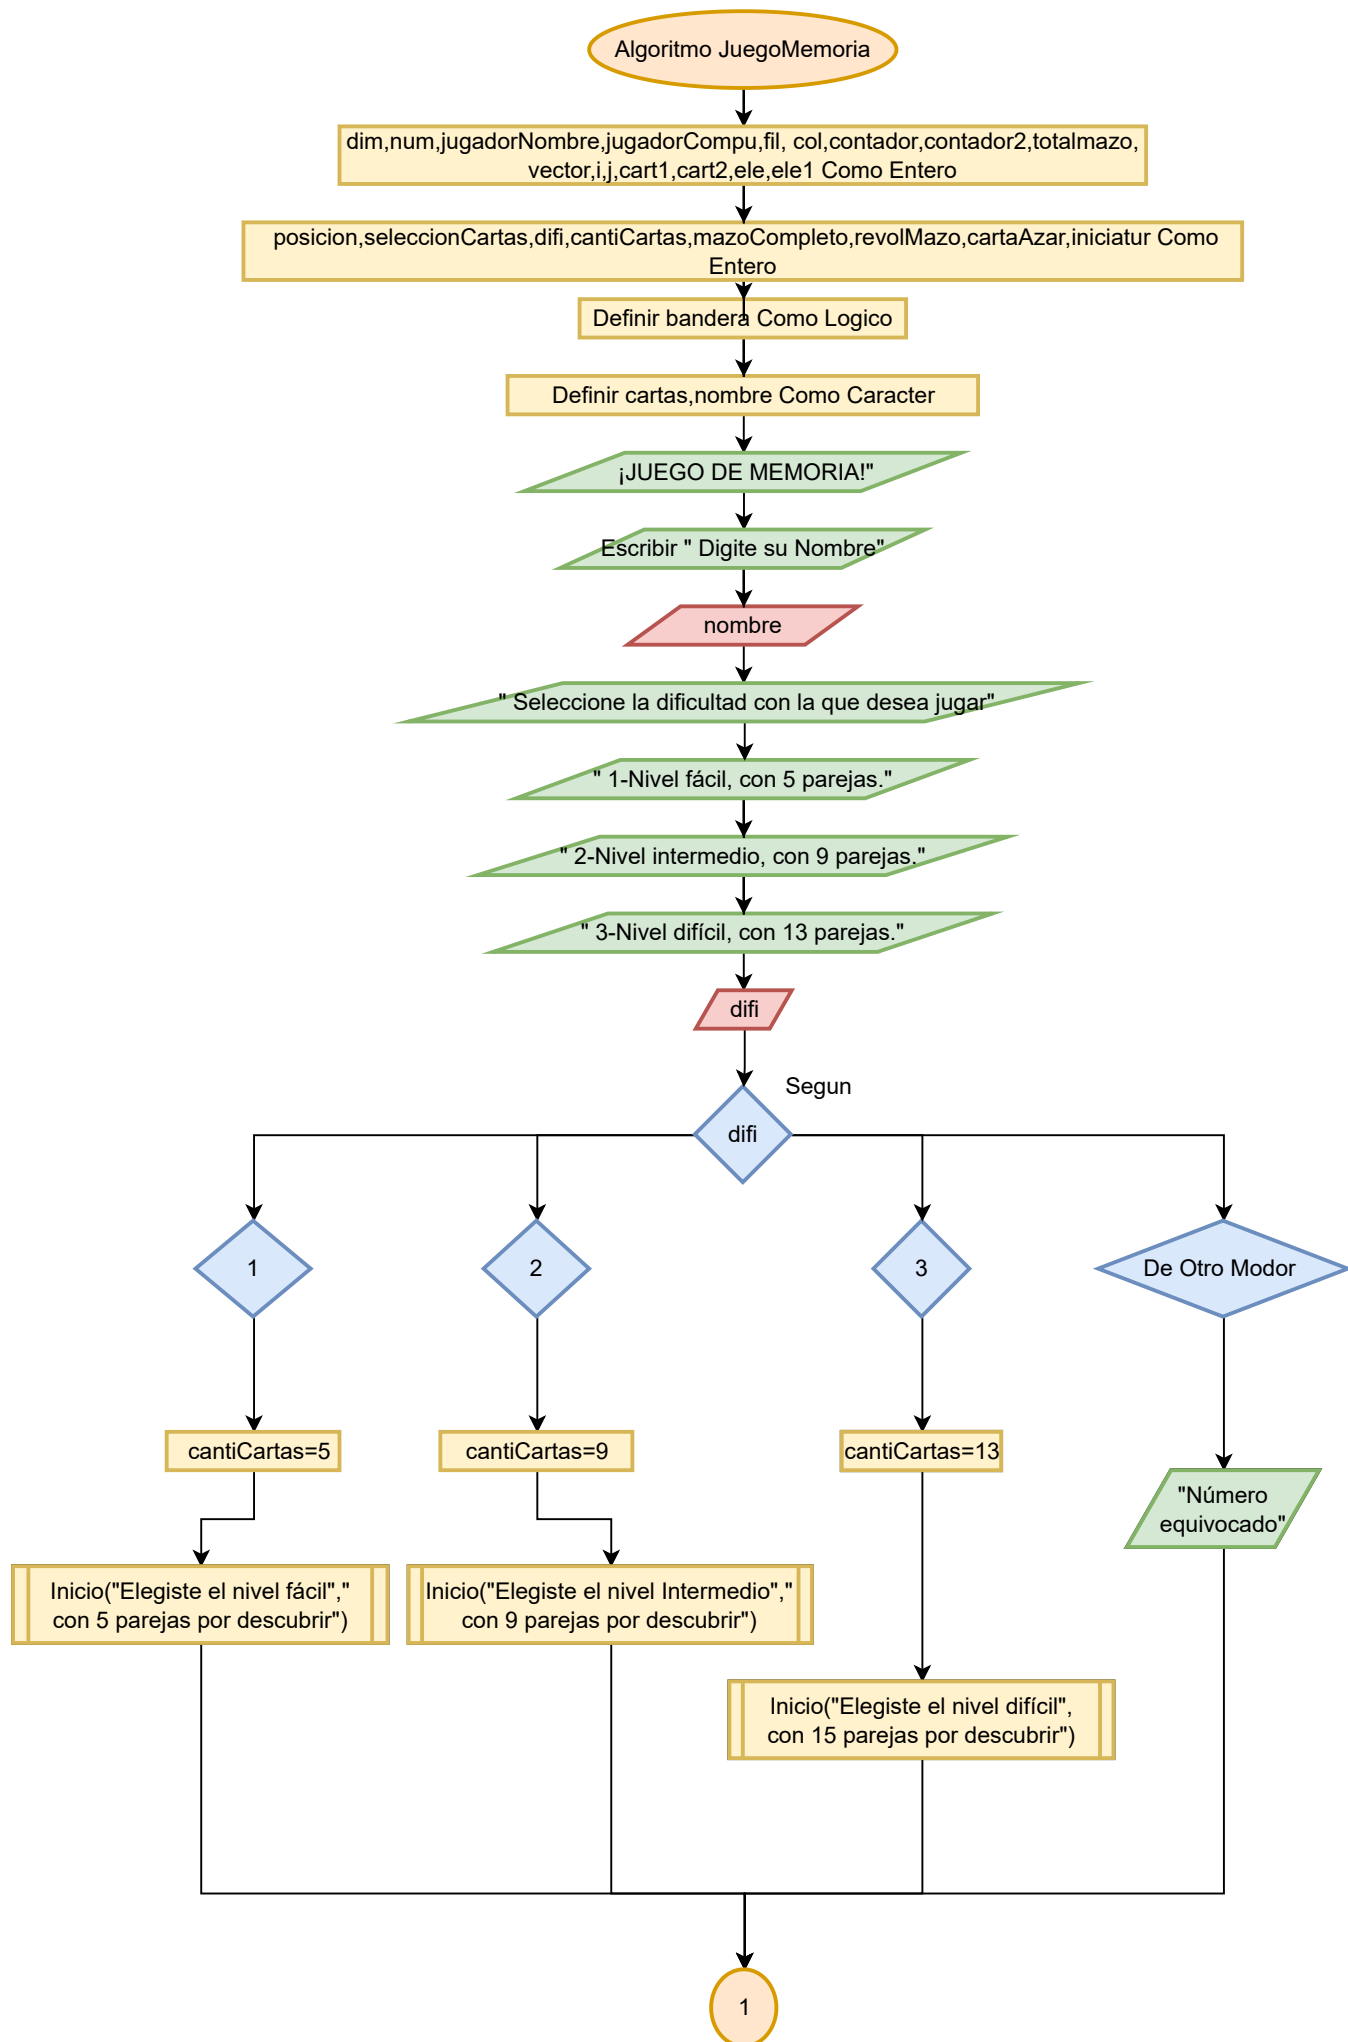 Algoritmo JuegoMemoria
dim,num,jugadorNombre,jugadorCompu,fil, col,contador,contador2,totalmazo,
vector,i,j,cart1,cart2,ele,ele1 Como Entero
posicion,seleccionCartas,difi,cantiCartas,mazoCompleto,revolMazo,cartaAzar,iniciatur Como
Entero
Definir bandera Como Logico
Definir cartas,nombre Como Caracter
¡JUEGO DE MEMORIA!"
Escribir " Digite su Nombre"
nombre
" Seleccione la dificultad con la que desea jugar"
" 1-Nivel fácil, con 5 parejas."
" 2-Nivel intermedio, con 9 parejas."
" 3-Nivel difícil, con 13 parejas."
difi
Segun
difi
1
2
3
De Otro Modor
cantiCartas=5
cantiCartas=9
cantiCartas=13
"Número
equivocado"
Inicio("Elegiste el nivel fácil","
con 5 parejas por descubrir")
Inicio("Elegiste el nivel Intermedio","
con 9 parejas por descubrir")
Inicio("Elegiste el nivel difícil",
con 15 parejas por descubrir")
1